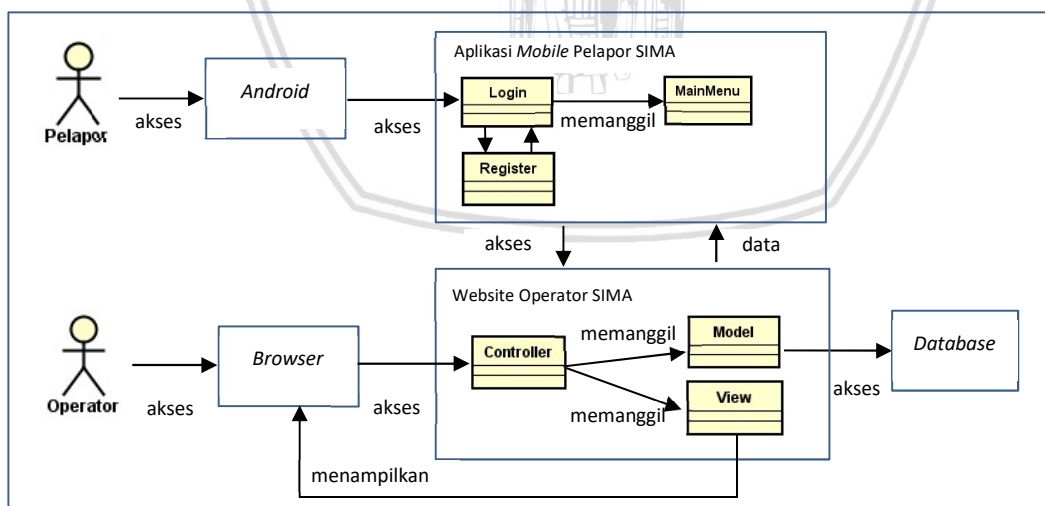 Aplikasi Mobile Pelapor SIMA
Pelapor
akses
Android
akses
Login
memanggil
MainMenu
Register
akses
data
Website Operator SIMA
Operator
akses
Browser
akses
Controller
memanggil
Model
memanggil
View
akses
Database
menampilkan